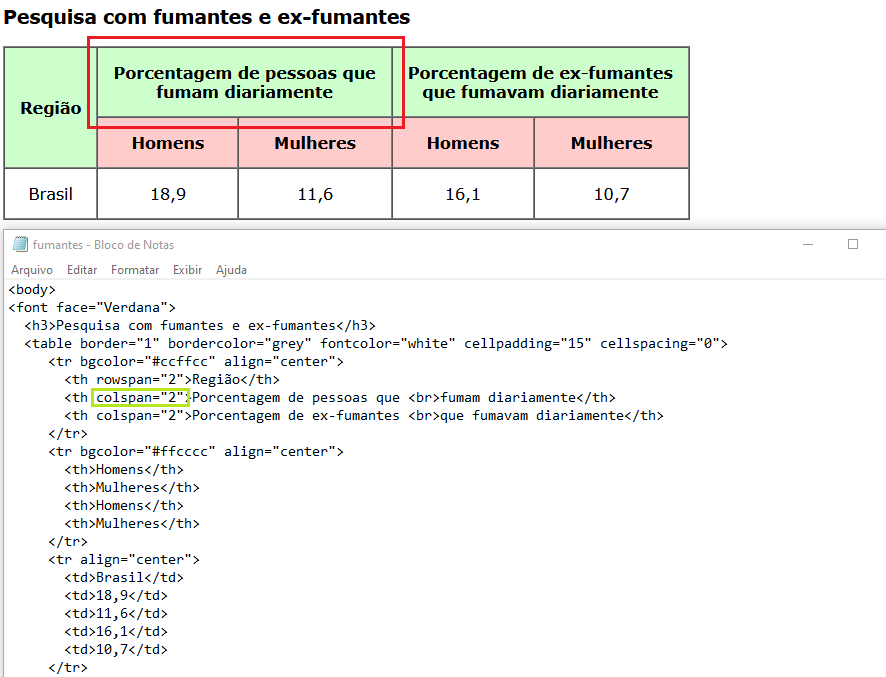 Pesquisa com fumantes e ex-fumantes
Região
Porcentagem de pessoas que
fumam diariamente
Porcentagem de ex-fumantes
que fumavam diariamente
Homens Mulheres Homens Mulheres
Brasil 18,9 11,6 16,1 10,7
fumantes - Bloco de Notas
Arquivo Editar Formatar Exibir Ajuda
<body>
<font face="Verdana">
<h3>Pesquisa com fumantes e ex-fumantes</h3>
<table border="1" bordercolor="grey" fontcolor="white" cellpadding="15" cellspacing="0">
<tr bgcolor="#ccffcc" align="center">
<th rowspan="2">Região</th>
<th colspan="2">Porcentagem de pessoas que <br>fumam diariamente</th>
<th colspan="2">Porcentagem de ex-fumantes <br>que fumavam diariamente</th>
</tr>
<tr bgcolor="#ffcccc" align="center">
<th>Homens</th>
<th>Mulheres</th>
<th>Homens</th>
<th>Mulheres</th>
</tr>
<tr align="center">
<td>Brasil</td>
<td>18,9</td>
<td>11,6</td>
<td>16,1</td>
<td>10,7</td>
</tr>